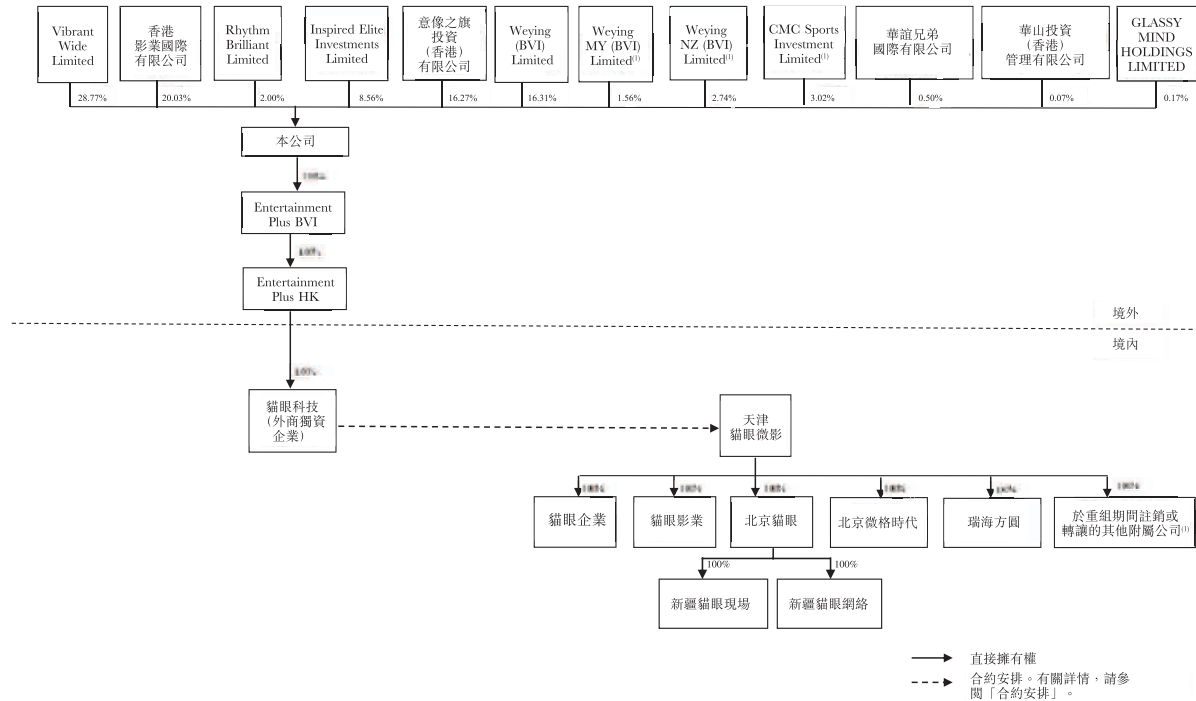 Vibrant
Wide
Limited
香港
影業國際
有限公司
Rhythm
Brilliant
Limited
Inspired Elite
Investments
Limited
意像之旗
投資
(香港)
有限公司
Weying
(BVI)
Limited
Weying
MY (BVI)
Limited(1)
Weying
NZ (BVI)
Limited(1)
CMC Sports
Investment
Limited(1)
華誼兄弟
國際有限公司
華山投資
(香港)
管理有限公司
GLASSY
MIND
HOLDINGS
LIMITED
28.77%
20.03%
2.00%
8.56%
16.27%
16.31%
1.56%
2.74%
3.02%
0.50%
0.07%
0.17%
本公司
100%
Entertainment
Plus BVI
100%
Entertainment
Plus HK
境外
境內
100%
貓眼科技
(外商獨資
企業)
天津
貓眼微影
100%
100%
100%
100%
100%
100%
貓眼企業
貓眼影業
北京貓眼
北京微格時代
瑞海方圓
於重組期間註銷或
轉讓的其他附屬公司(1)
100%
100%
新疆貓眼現場
新疆貓眼網絡
直接擁有權
合約安排。有關詳情，請參
閱「合約安排」。